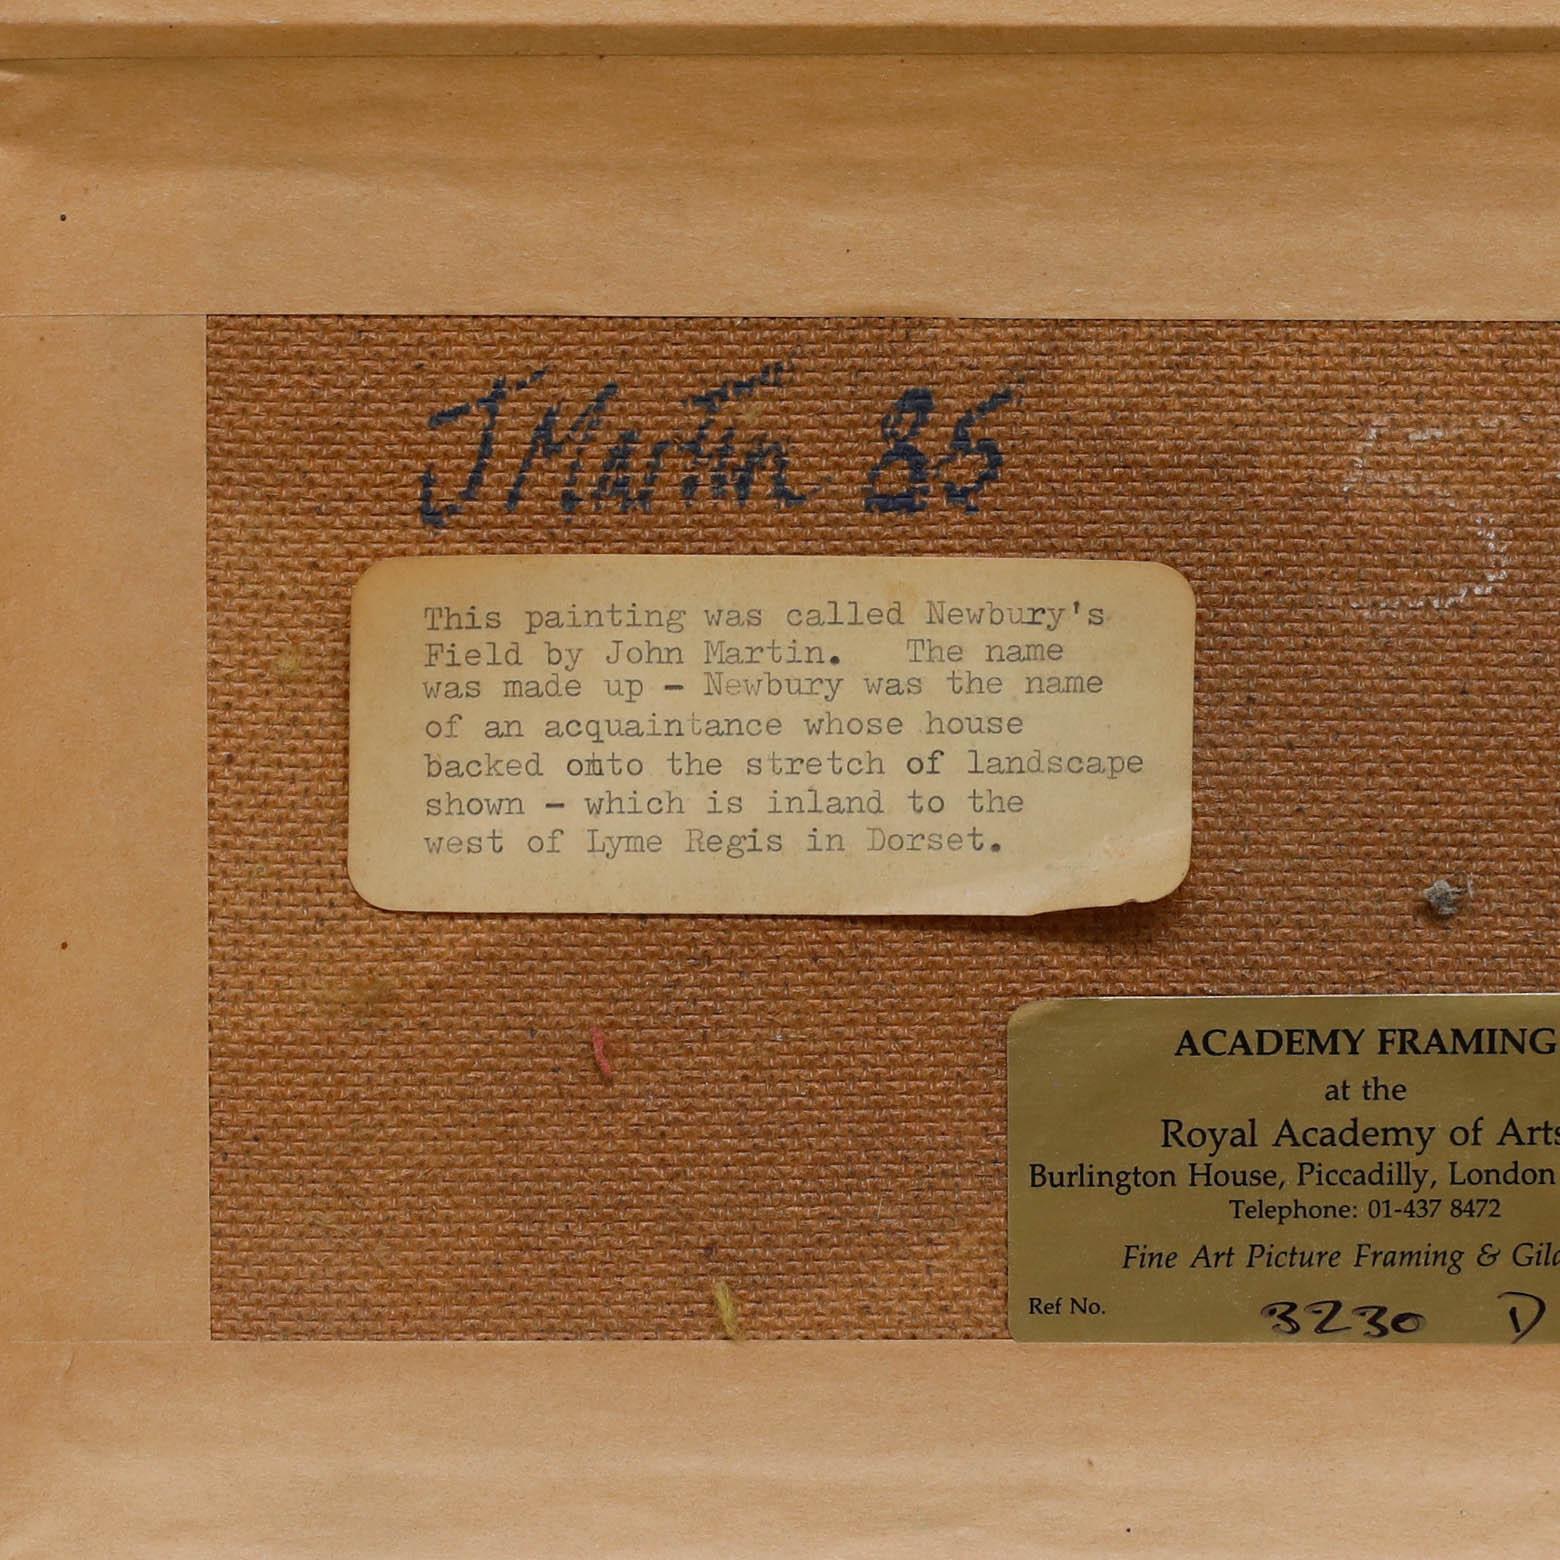 J Martin 85
This painting was called Newbury's
Field by John Martin. The name
was made up - Newbury was the name
of an acquaintance whose house
backed onto the stretch of landscape
shown - which is inland to the
west of Lyme Regis in Dorset.
ACADEMY FRAMING
at the
Royal Academy of Arts
Burlington House, Piccadilly, London
Telephone: 01-437 8472
Fine Art Picture Framing & Gild
Ref No. 3230 D